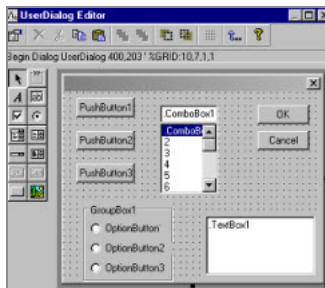 UserDialog Editor
Begin Dialog UserDialog 400,203 ' %GRID:10,7,1,1
A
PushButton1
PushButton2
PushButton3
.ComboBox1
.ComboBo
2
3
4
5
6
OK
Cancel
GroupBox1
OptionButton
OptionButton2
OptionButton3
.TextBox1